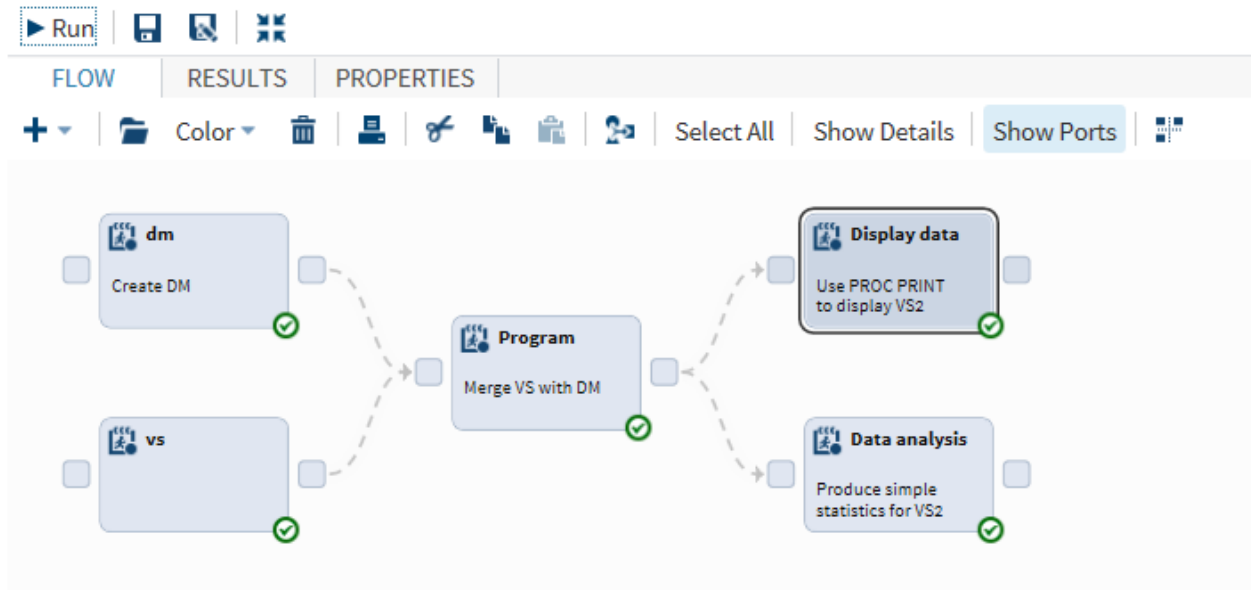 Run
FLOW RESULTS PROPERTIES
Color Select All Show Details Show Ports
dm
Create DM
vs
Program
Merge VS with DM
Display data
Use PROC PRINT
to display VS2
Data analysis
Produce simple
statistics for VS2